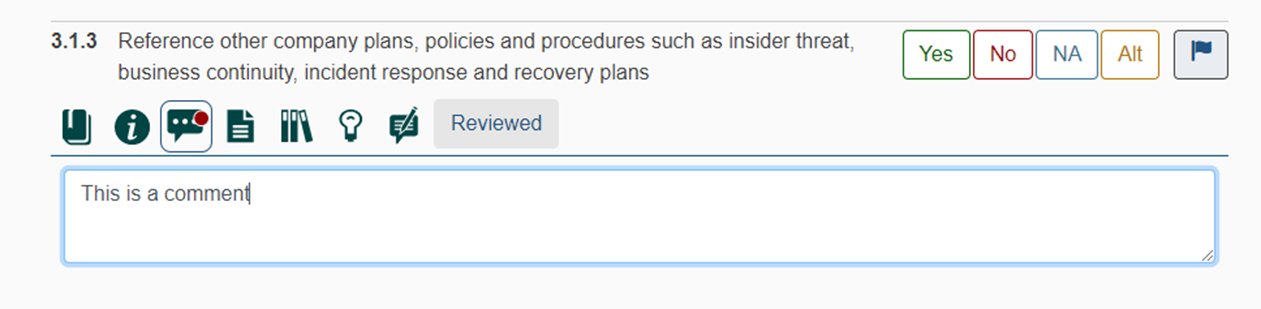 3.1.3 Reference other company plans, policies and procedures such as insider threat,
business continuity, incident response and recovery plans
Yes No NA Alt
Reviewed
This is a comment